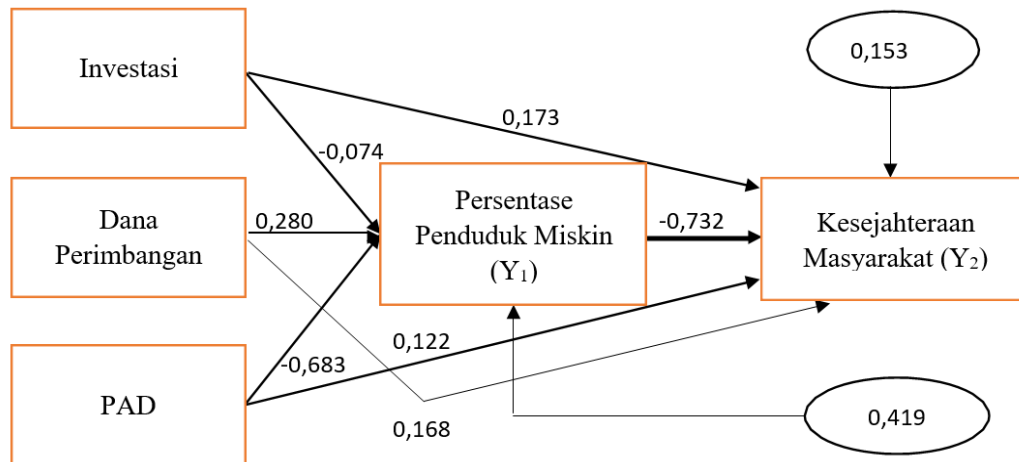 Investasi
0,153
0,173
-0,074
Dana
Perimbangan
0,280
Persentase
Penduduk Miskin
(Y₁)
-0,732
Kesejahteraan
Masyarakat (Y₂)
PAD
-0,683
0,122
0,168
0,419